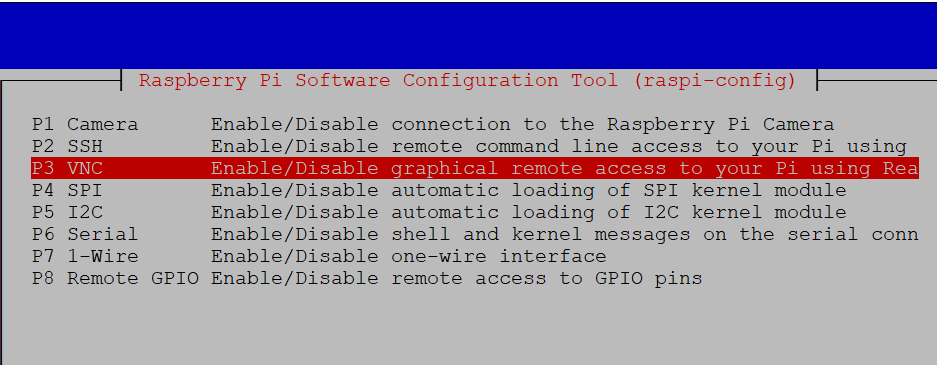 Raspberry Pi Software Configuration Tool (raspi-config)
P1 Camera Enable/Disable connection to the Raspberry Pi Camera
P2 SSH Enable/Disable remote command line access to your Pi using
P3 VNC Enable/Disable graphical remote access to your Pi using Rea
P4 SPI Enable/Disable automatic loading of SPI kernel module
P5 I2C Enable/Disable automatic loading of I2C kernel module
P6 Serial Enable/Disable shell and kernel messages on the serial conn
P7 1-Wire Enable/Disable one-wire interface
P8 Remote GPIO Enable/Disable remote access to GPIO pins